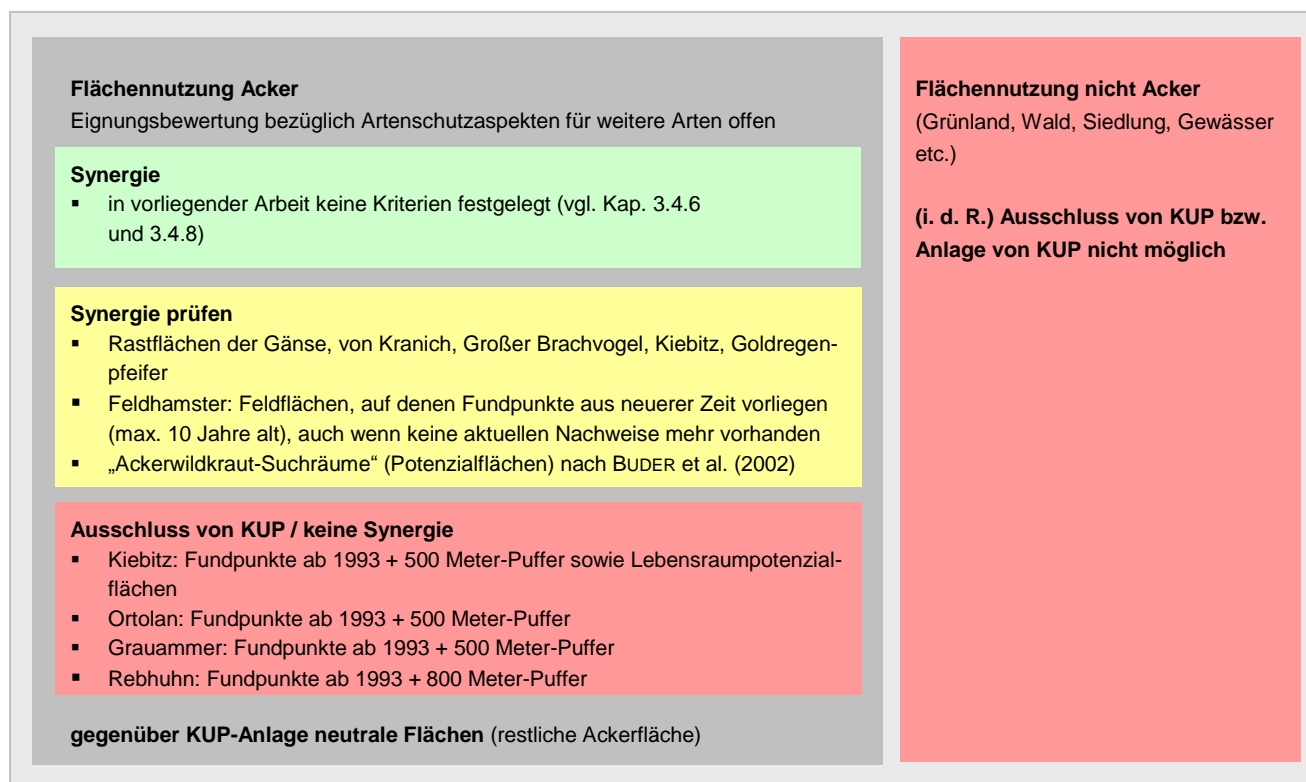 Flächennutzung Acker
Eignungsbewertung bezüglich Artenschutzaspekten für weitere Arten offen
Synergie
▪ in vorliegender Arbeit keine Kriterien festgelegt (vgl. Kap. 3.4.6
und 3.4.8)
Synergie prüfen
▪ Rastflächen der Gänse, von Kranich, Großer Brachvogel, Kiebitz, Goldregen-
pfeifer
▪ Feldhamster: Feldflächen, auf denen Fundpunkte aus neuerer Zeit vorliegen
(max. 10 Jahre alt), auch wenn keine aktuellen Nachweise mehr vorhanden
▪ „Ackerwildkraut-Suchräume“ (Potenzialflächen) nach BUDER et al. (2002)
Ausschluss von KUP / keine Synergie
▪ Kiebitz: Fundpunkte ab 1993 + 500 Meter-Puffer sowie Lebensraumpotenzial-
flächen
▪ Ortolan: Fundpunkte ab 1993 + 500 Meter-Puffer
▪ Grauammer: Fundpunkte ab 1993 + 500 Meter-Puffer
▪ Rebhuhn: Fundpunkte ab 1993 + 800 Meter-Puffer
gegenüber KUP-Anlage neutrale Flächen (restliche Ackerfläche)
Flächennutzung nicht Acker
(Grünland, Wald, Siedlung, Gewässer
etc.)
(i. d. R.) Ausschluss von KUP bzw.
Anlage von KUP nicht möglich